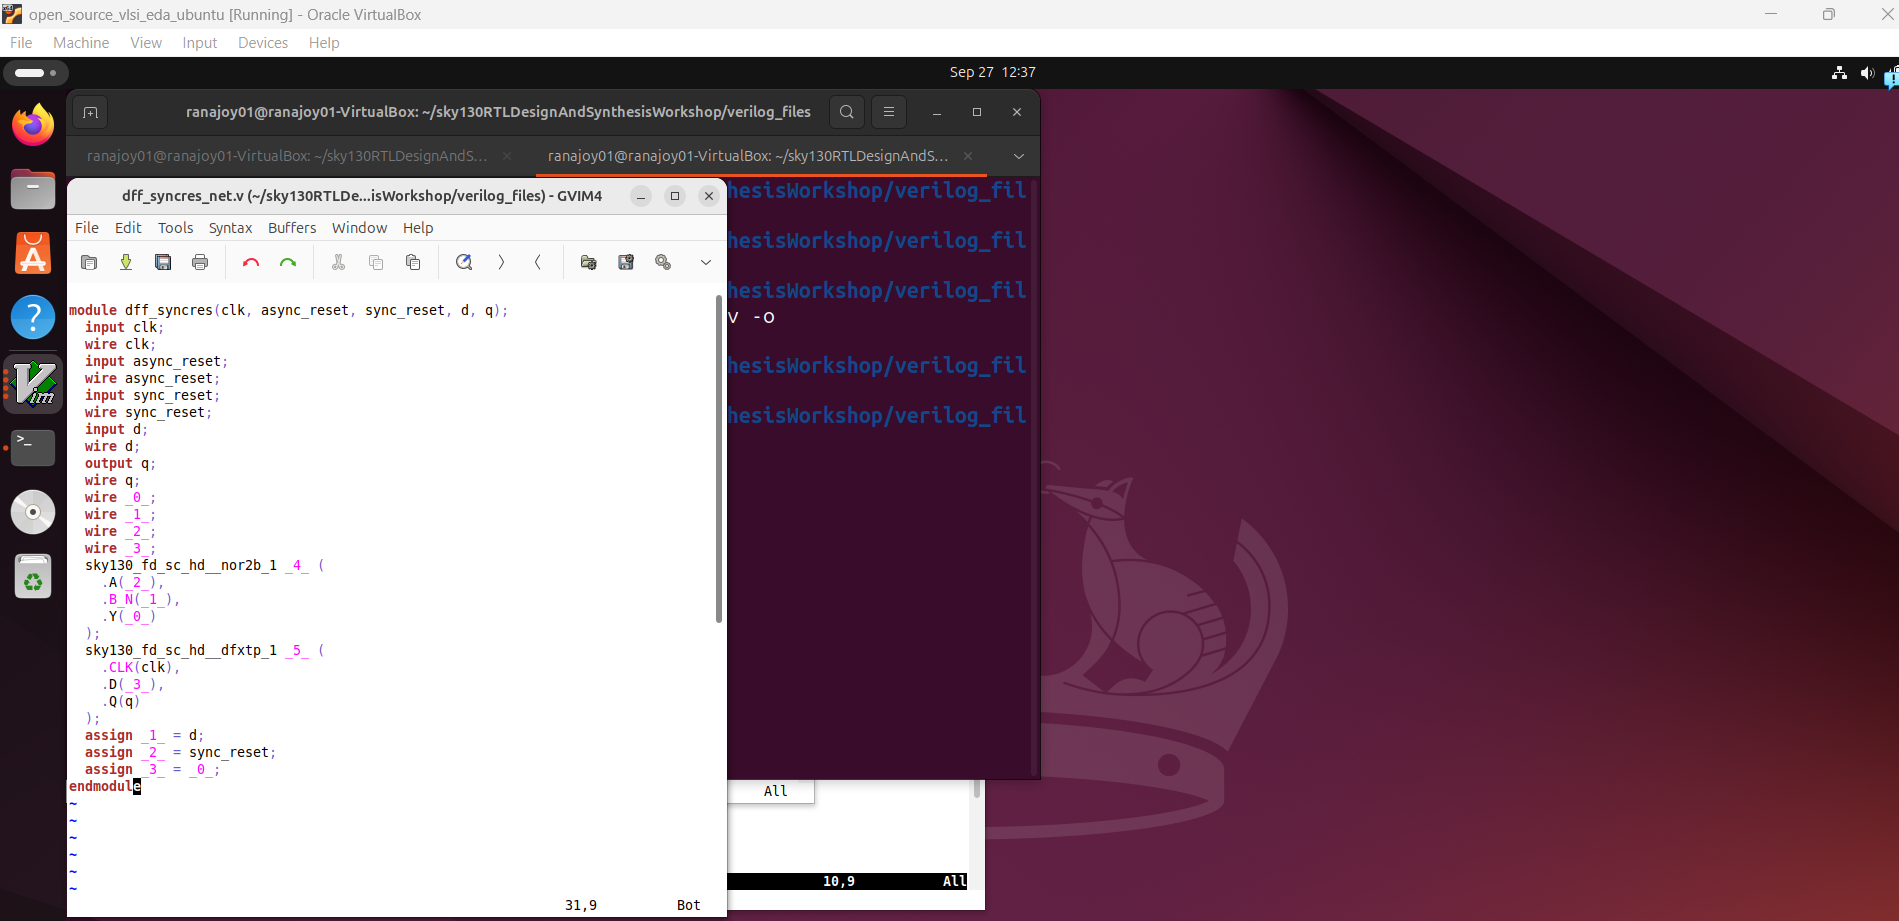 open_source_vlsi_eda_ubuntu [Running] - Oracle VirtualBox
File Machine View Input Devices Help
Sep 27 12:37
ranajoy01@ranajoy01-VirtualBox: ~/sky130RTLDesignAndSynthesisWorkshop/verilog_files
ranajoy01@ranajoy01-VirtualBox: ~/sky130RTLDesignAndS...
ranajoy01@ranajoy01-VirtualBox: ~/sky130RTLDesignAndS...
dff_syncres_net.v (~/sky130RTLDe...isWorkshop/verilog_files) - GVIM4
File Edit Tools Syntax Buffers Window Help
module dff_syncres(clk, async_reset, sync_reset, d, q);
  input clk;
  wire clk;
  input async_reset;
  wire async_reset;
  input sync_reset;
  wire sync_reset;
  input d;
  wire d;
  output q;
  wire q;
  wire _0_;
  wire _1_;
  wire _2_;
  wire _3_;
  sky130_fd_sc_hd__nor2b_1 _4_ (
    .A(_2_),
    .B_N(_1_),
    .Y(_0_)
  );
  sky130_fd_sc_hd__dfxtp_1 _5_ (
    .CLK(clk),
    .D(_3_),
    .Q(q)
  );
  assign _1_ = d;
  assign _2_ = sync_reset;
  assign _3_ = _0_;
endmodule
~
~
~
~
~
~
31,9 Bot
hesisWorkshop/verilog_fil
hesisWorkshop/verilog_fil
hesisWorkshop/verilog_fil
v -o
hesisWorkshop/verilog_fil
hesisWorkshop/verilog_fil
All
10,9 All